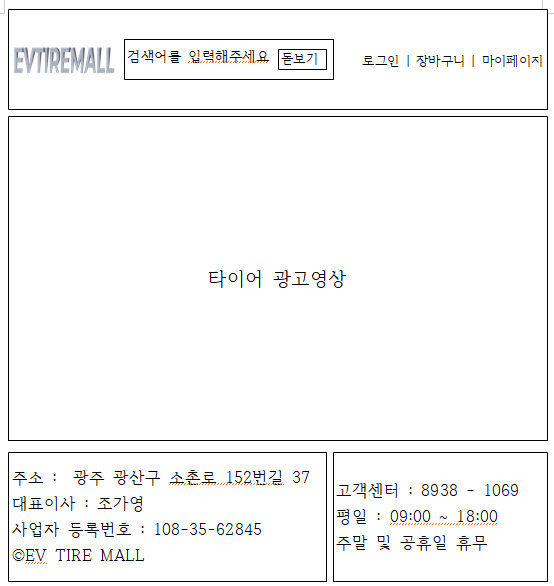 EVTIREMALL
검색어를 입력해주세요 돋보기
로그인 | 장바구니 | 마이페이지
타이어 광고영상
주소 : 광주 광산구 소촌로 152번길 37
대표이사 : 조가영
사업자 등록번호 : 108-35-62845
©EV TIRE MALL
고객센터 : 8938 - 1069
평일 : 09:00 ~ 18:00
주말 및 공휴일 휴무